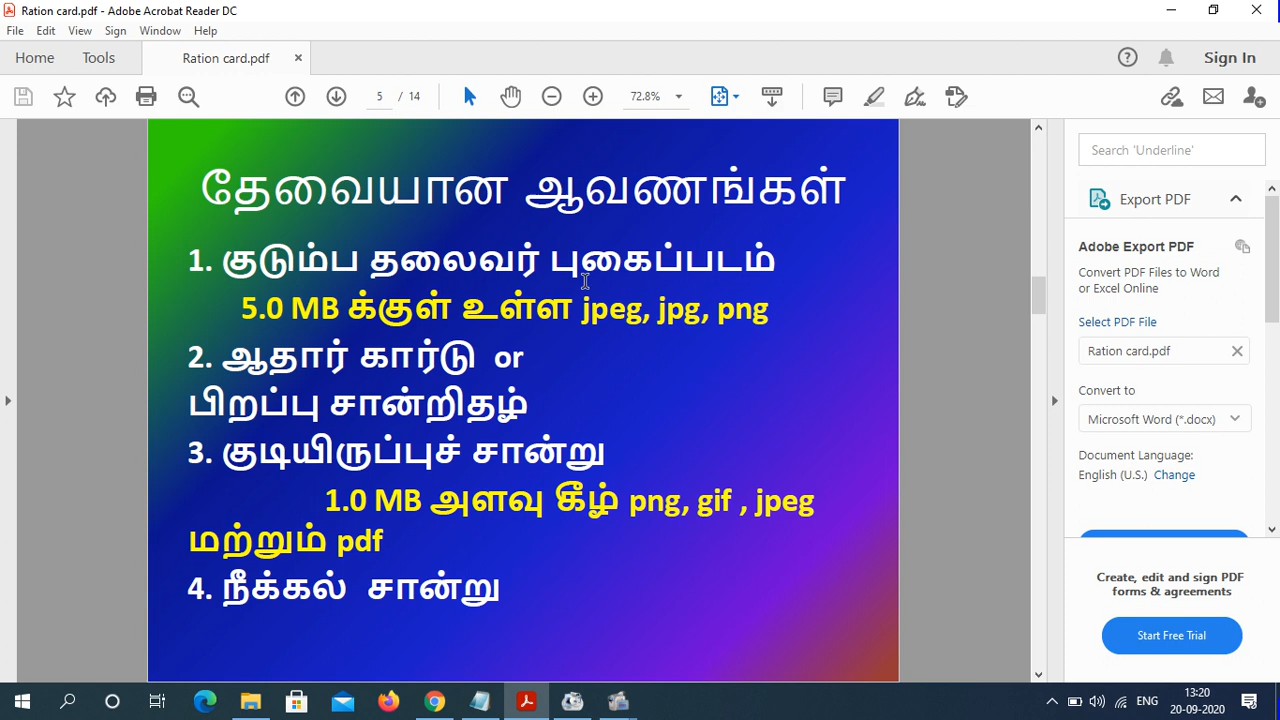 Ration card.pdf - Adobe Acrobat Reader DC
File Edit View Sign Window Help
Home Tools Ration card.pdf × Sign In
5 / 14 72.8%
தேவையான ஆவணங்கள்
1. குடும்ப தலைவர் புகைப்படம்
5.0 MB க்குள் உள்ள jpeg, jpg, png
2. ஆதார் கார்டு or
பிறப்பு சான்றிதழ்
3. குடியிருப்புச் சான்று
1.0 MB அளவு கீழ் png, gif , jpeg
மற்றும் pdf
4. நீக்கல் சான்று
Search 'Underline'
Export PDF
Adobe Export PDF
Convert PDF Files to Word
or Excel Online
Select PDF File
Ration card.pdf
Convert to
Microsoft Word (*.docx)
Document Language:
English (U.S.) Change
Create, edit and sign PDF
forms & agreements
Start Free Trial
ENG
13:20
20-09-2020